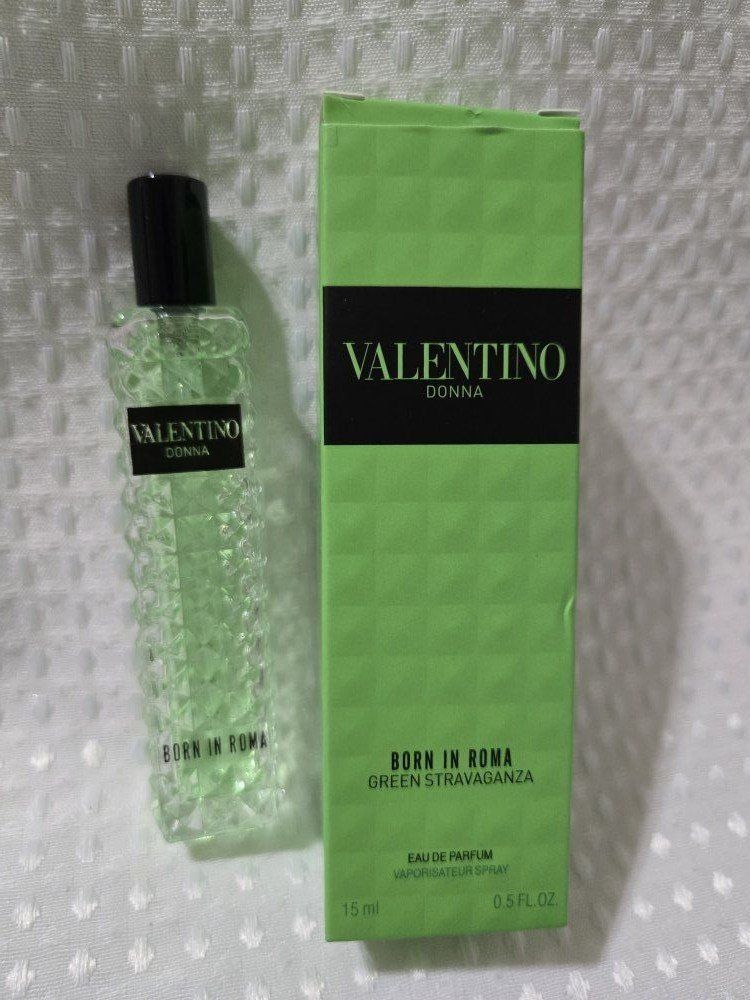 VALENTINO
DONNA
BORN IN ROMA
VALENTINO
DONNA
BORN IN ROMA
GREEN STRAVAGANZA
EAU DE PARFUM
VAPORISATEUR SPRAY
15 ml 0.5 FL.OZ.